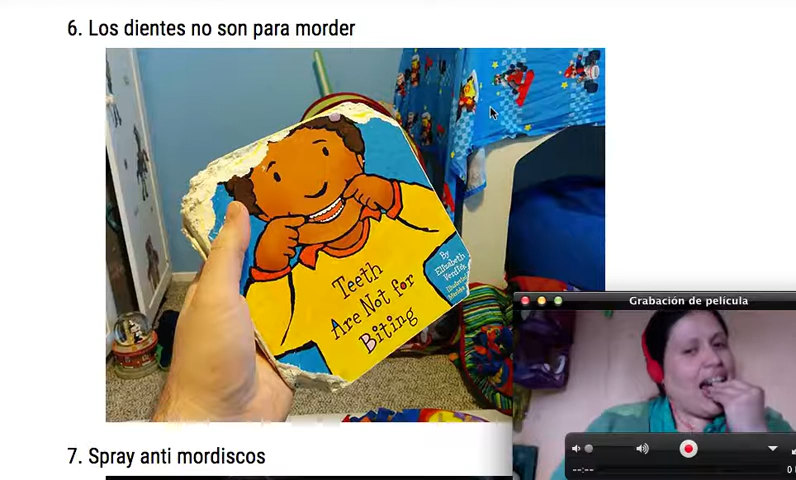 6. Los dientes no son para morder
Teeth
Are Not for
Biting
By
Elizabeth
Verdick
Grabación de película
7. Spray anti mordiscos